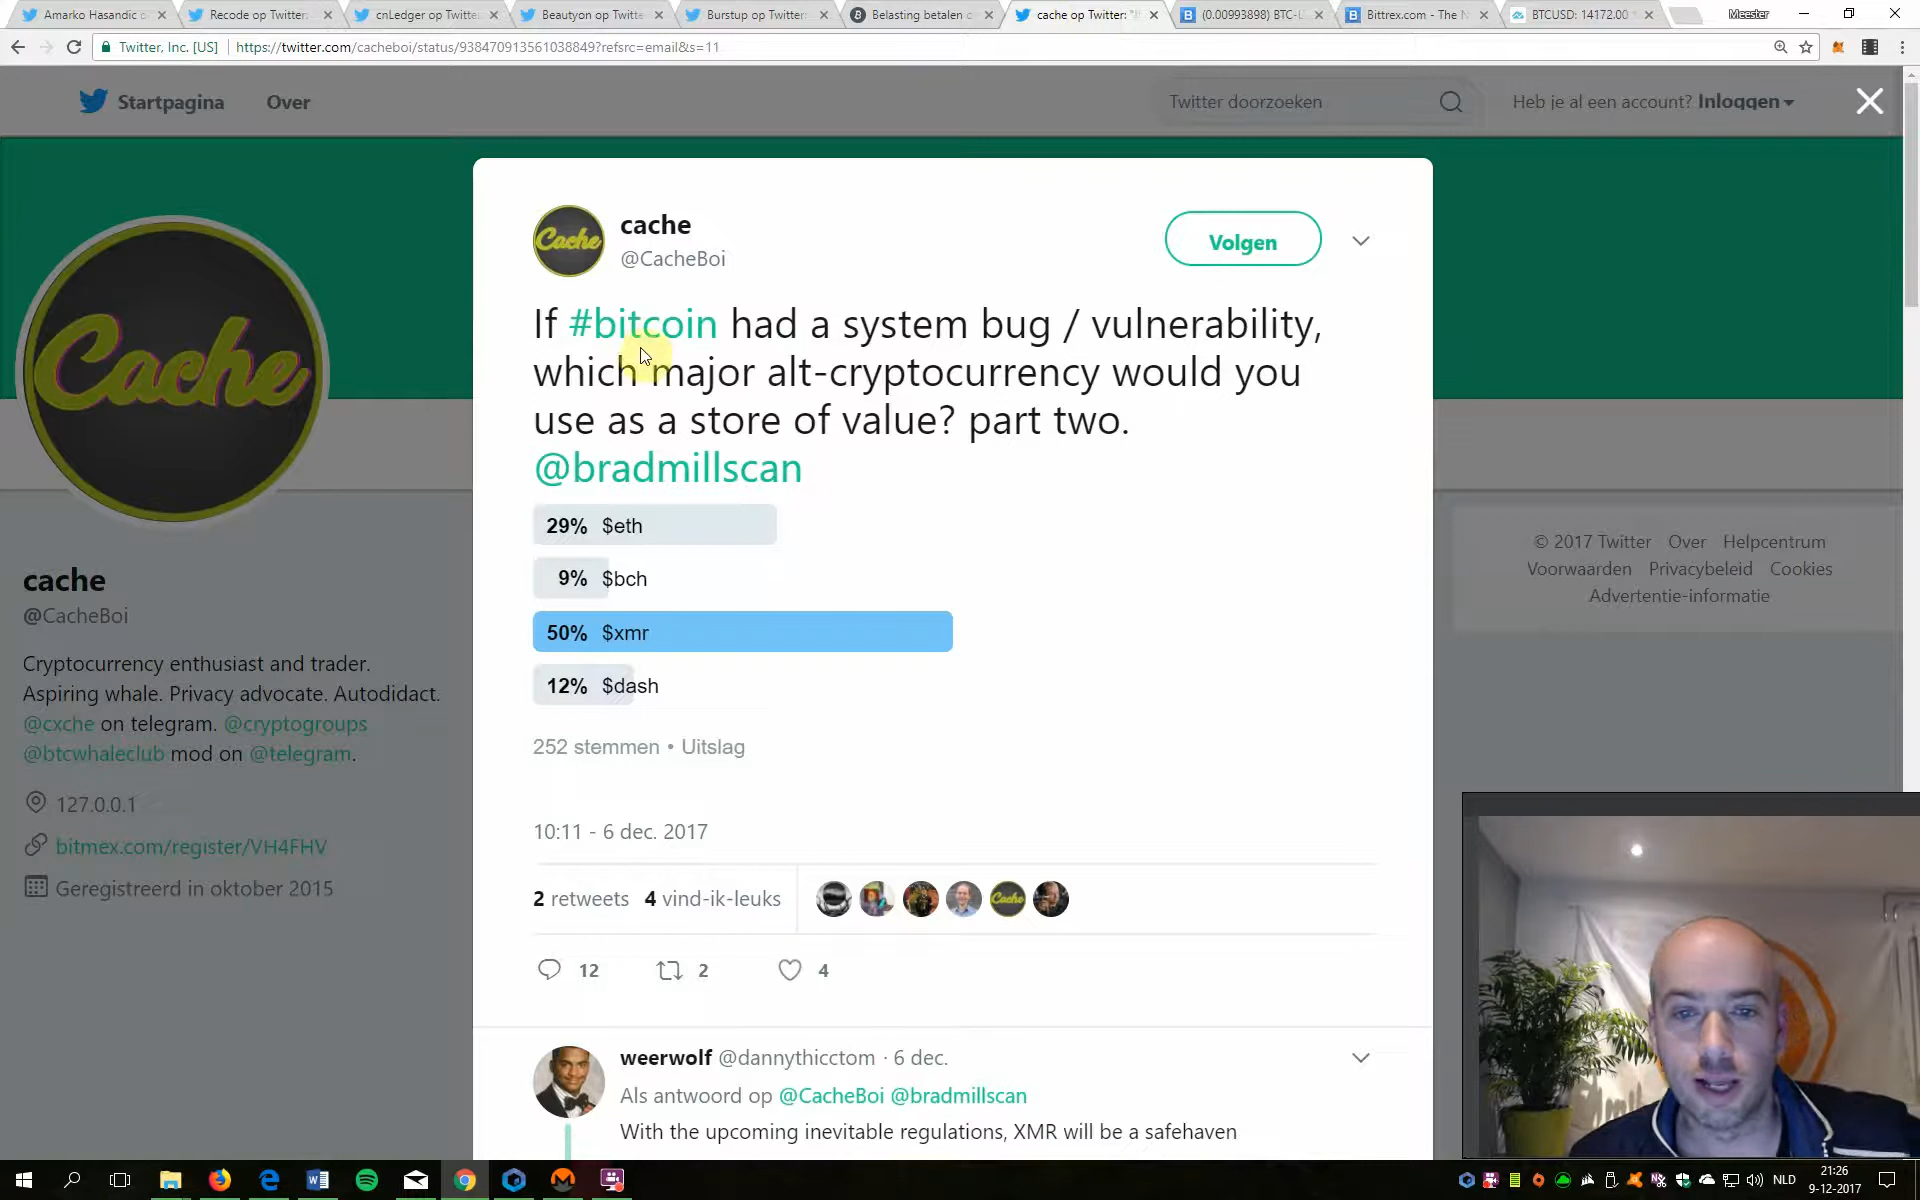 Amarko Hasandic
Recode op Twitter:
cnLedger op Twitte
Beautyon op Twitte
Burstup op Twitter:
Belasting betalen
cache op Twitter:
(0.00993898) BTC-
Bittrex.com - The N
BTCUSD: 14172.00
Meester
Twitter, Inc. [US]
https://twitter.com/cacheboi/status/938470913561038849?refsrc=email&s=11
Startpagina
Over
Twitter doorzoeken
Heb je al een account? Inloggen
cache
@CacheBoi
Volgen
If #bitcoin had a system bug / vulnerability,
which major alt-cryptocurrency would you
use as a store of value? part two.
@bradmillscan
29% $eth
9% $bch
50% $xmr
12% $dash
252 stemmen • Uitslag
10:11 - 6 dec. 2017
2 retweets 4 vind-ik-leuks
Cache
12
2
4
weerwolf @dannythicctom · 6 dec.
Als antwoord op @CacheBoi @bradmillscan
With the upcoming inevitable regulations, XMR will be a safehaven
Cache
Cache
cache
@CacheBoi
Cryptocurrency enthusiast and trader.
Aspiring whale. Privacy advocate. Autodidact.
@cxche on telegram. @cryptogroups
@btcwhaleclub mod on @telegram.
127.0.0.1
bitmex.com/register/VH4FHV
Geregistreerd in oktober 2015
© 2017 Twitter Over Helpcentrum
Voorwaarden Privacybeleid Cookies
Advertentie-informatie
NLD
21:26
9-12-2017